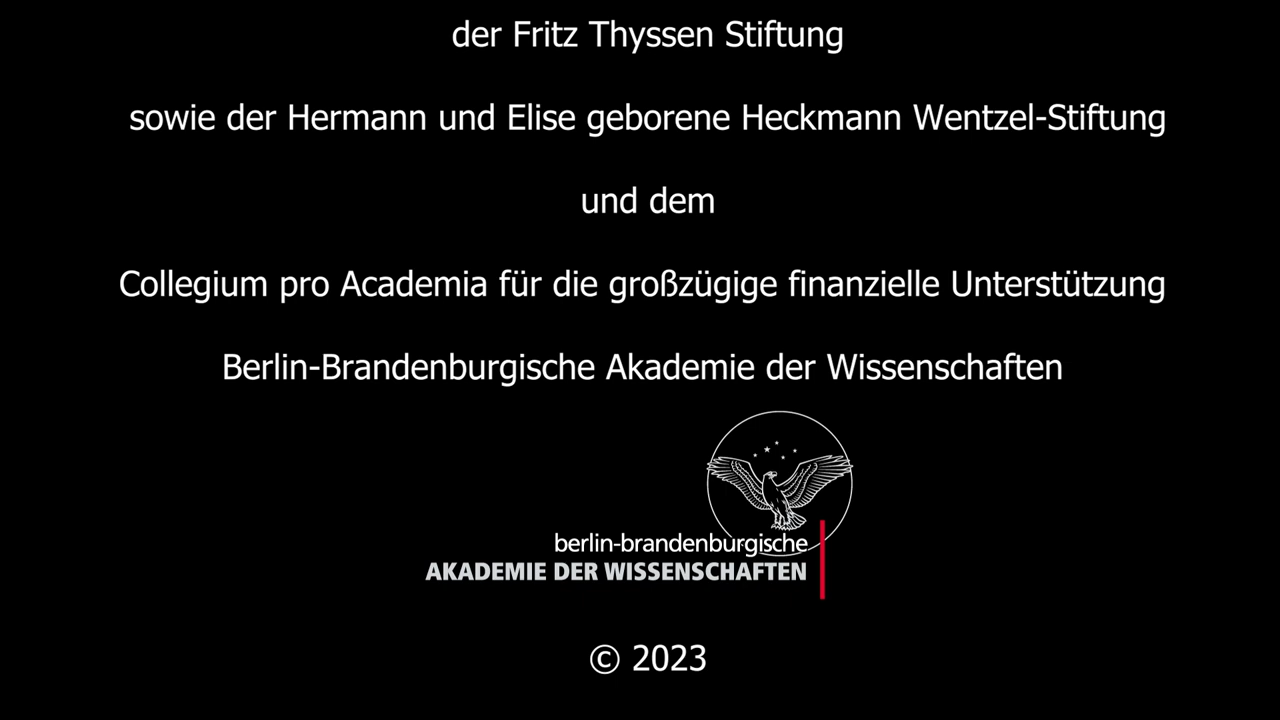 der Fritz Thyssen Stiftung
sowie der Hermann und Elise geborene Heckmann Wentzel-Stiftung
und dem
Collegium pro Academia für die großzügige finanzielle Unterstützung
Berlin-Brandenburgische Akademie der Wissenschaften
berlin-brandenburgische
AKADEMIE DER WISSENSCHAFTEN
© 2023